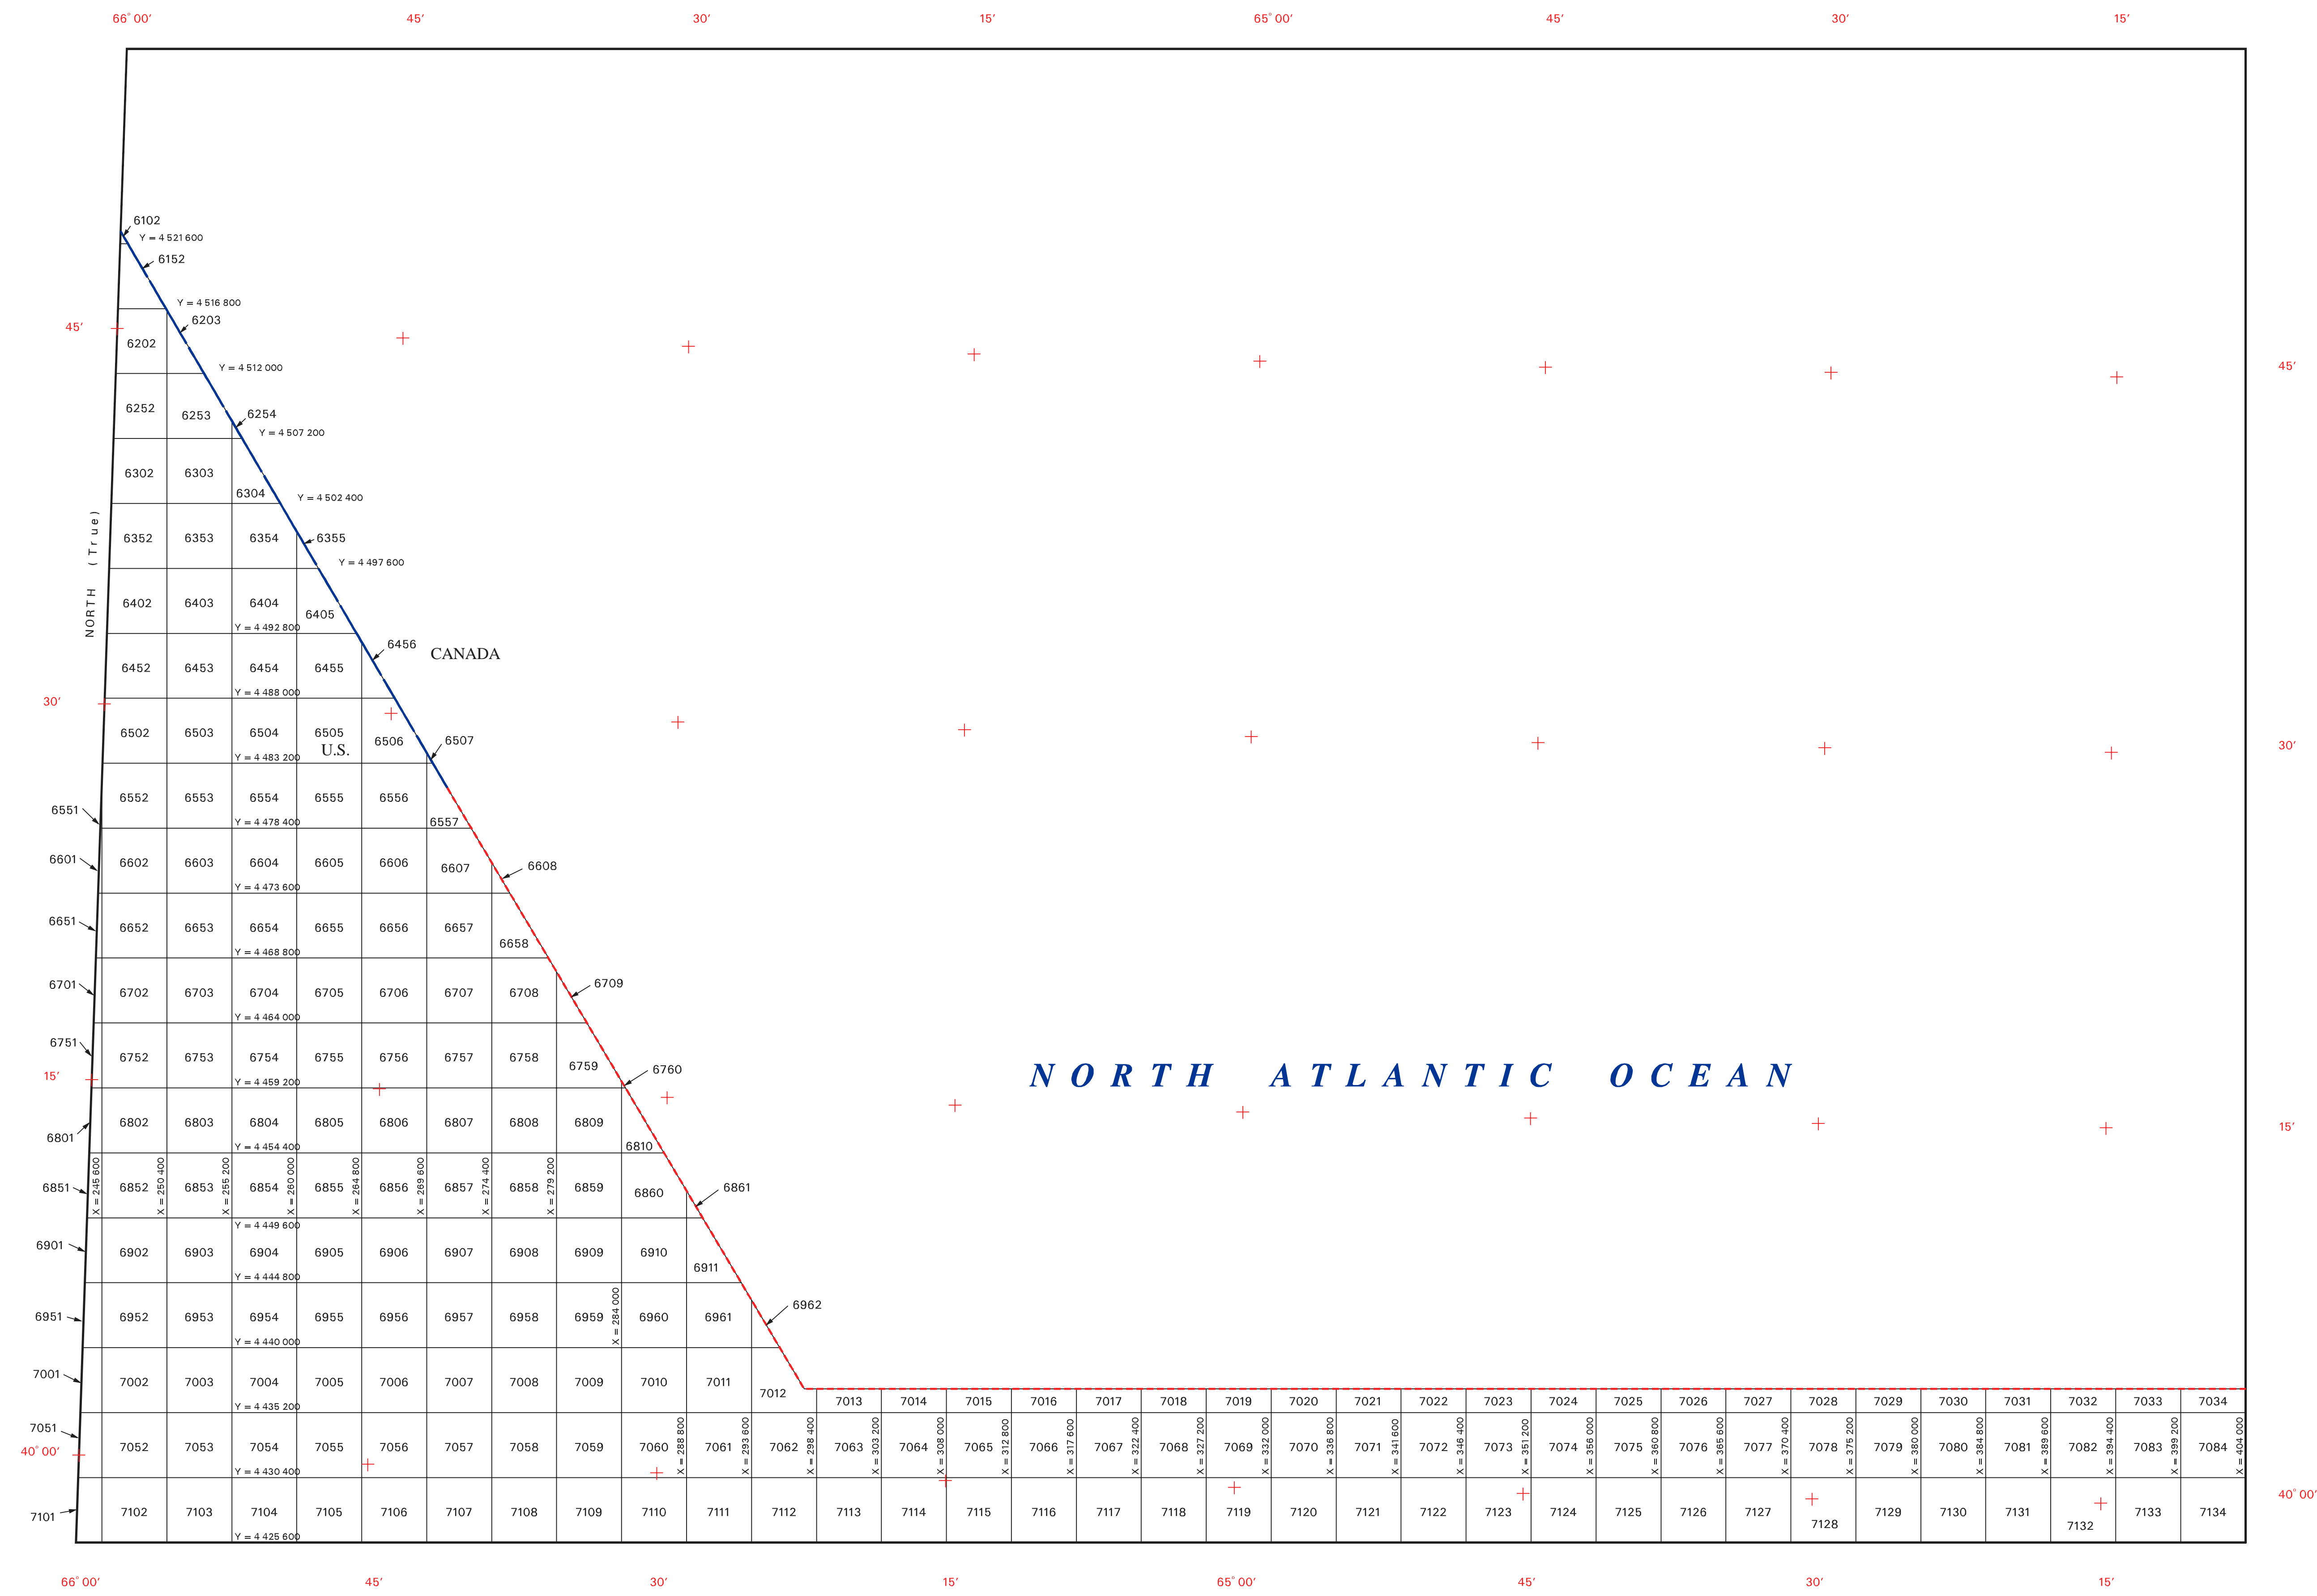 66° 00’ 45’ 30’ 15’ 65° 00’ 45’ 30’ 15’
6102
Y = 4 521 600
6152
Y = 4 516 800
6203
45’
6202
Y = 4 512 000
45’
6252 6253 6254
Y = 4 507 200
6302 6303 6304
Y = 4 502 400
NORTH (True)
6352 6353 6354 6355
Y = 4 497 600
6402 6403 6404 6405
Y = 4 492 800
6456
CANADA
6452 6453 6454 6455
Y = 4 488 000
30’
6502 6503 6504 6505 6506 6507
30’
U.S.
Y = 4 483 200
6551 6552 6553 6554 6555 6556 6557
Y = 4 478 400
6601 6602 6603 6604 6605 6606 6607 6608
Y = 4 473 600
6651 6652 6653 6654 6655 6656 6657 6658
Y = 4 468 800
6701 6702 6703 6704 6705 6706 6707 6708 6709
Y = 4 464 000
6751 6752 6753 6754 6755 6756 6757 6758 6759 6760
15’
NORTH ATLANTIC OCEAN
Y = 4 459 200
6801 6802 6803 6804 6805 6806 6807 6808 6809 6810
15’
Y = 4 454 400
6851 6852 6853 6854 6855 6856 6857 6858 6859 6860 6861
X = 245 600 X = 250 400 X = 255 200 X = 260 000 X = 264 800 X = 269 600 X = 274 400 X = 279 200
Y = 4 449 600
6901 6902 6903 6904 6905 6906 6907 6908 6909 6910 6911
Y = 4 444 800
6951 6952 6953 6954 6955 6956 6957 6958 6959 6960 6961 6962
X = 284 000
Y = 4 440 000
7001 7002 7003 7004 7005 7006 7007 7008 7009 7010 7011 7012 7013 7014 7015 7016 7017 7018 7019 7020 7021 7022 7023 7024 7025 7026 7027 7028 7029 7030 7031 7032 7033 7034
Y = 4 435 200
7051 7052 7053 7054 7055 7056 7057 7058 7059 7060 7061 7062 7063 7064 7065 7066 7067 7068 7069 7070 7071 7072 7073 7074 7075 7076 7077 7078 7079 7080 7081 7082 7083 7084
X = 288 800 X = 293 600 X = 298 400 X = 303 200 X = 308 000 X = 312 800 X = 317 600 X = 322 400 X = 327 200 X = 332 000 X = 336 800 X = 341 600 X = 346 400 X = 351 200 X = 356 000 X = 360 800 X = 365 600 X = 370 400 X = 375 200 X = 380 000 X = 384 800 X = 389 600 X = 394 400 X = 399 200 X = 404 000
40° 00’
Y = 4 430 400
40° 00’
7101 7102 7103 7104 7105 7106 7107 7108 7109 7110 7111 7112 7113 7114 7115 7116 7117 7118 7119 7120 7121 7122 7123 7124 7125 7126 7127 7128 7129 7130 7131 7132 7133 7134
Y = 4 425 600
66° 00’ 45’ 30’ 15’ 65° 00’ 45’ 30’ 15’